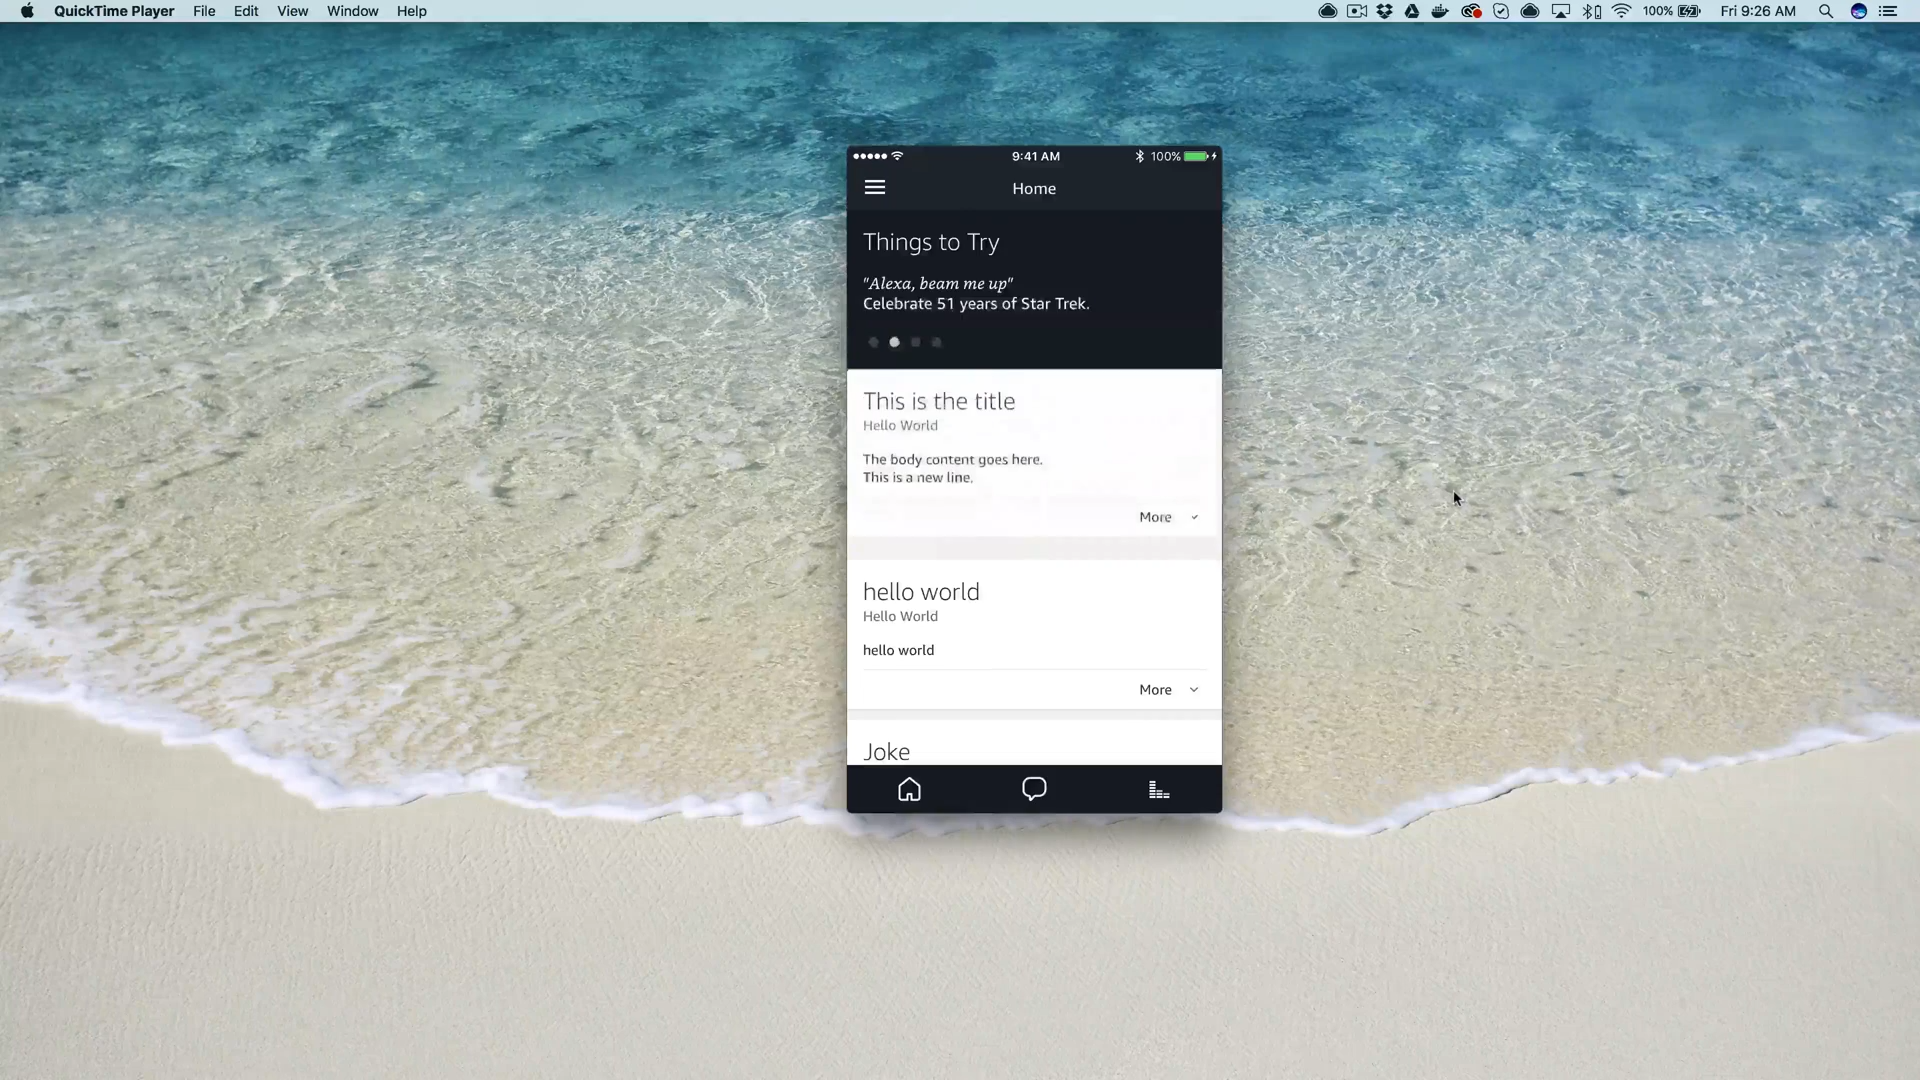 QuickTime Player File Edit View Window Help 100% Fri 9:26 AM
9:41 AM 100%
Home
Things to Try
"Alexa, beam me up"
Celebrate 51 years of Star Trek.
This is the title
Hello World
The body content goes here.
This is a new line.
More
hello world
Hello World
hello world
More
Joke